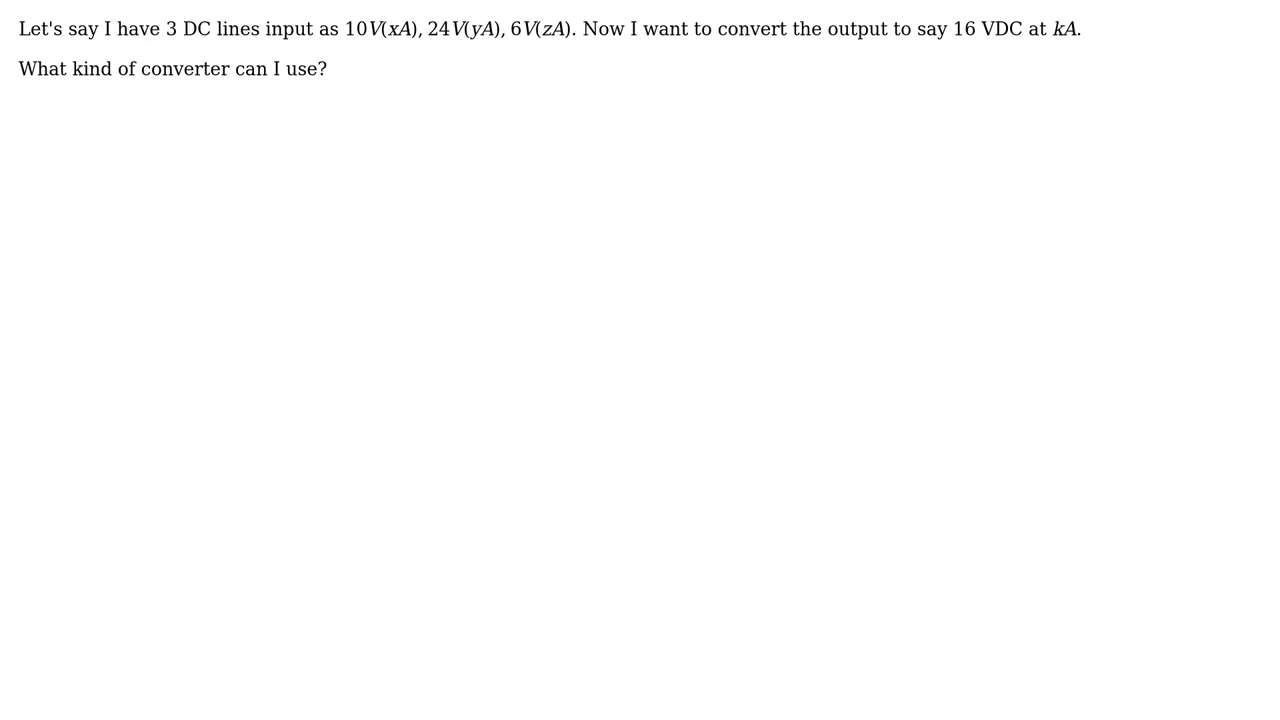 Let's say I have 3 DC lines input as 10V(xA), 24V(yA), 6V(zA). Now I want to convert the output to say 16 VDC at kA.
What kind of converter can I use?